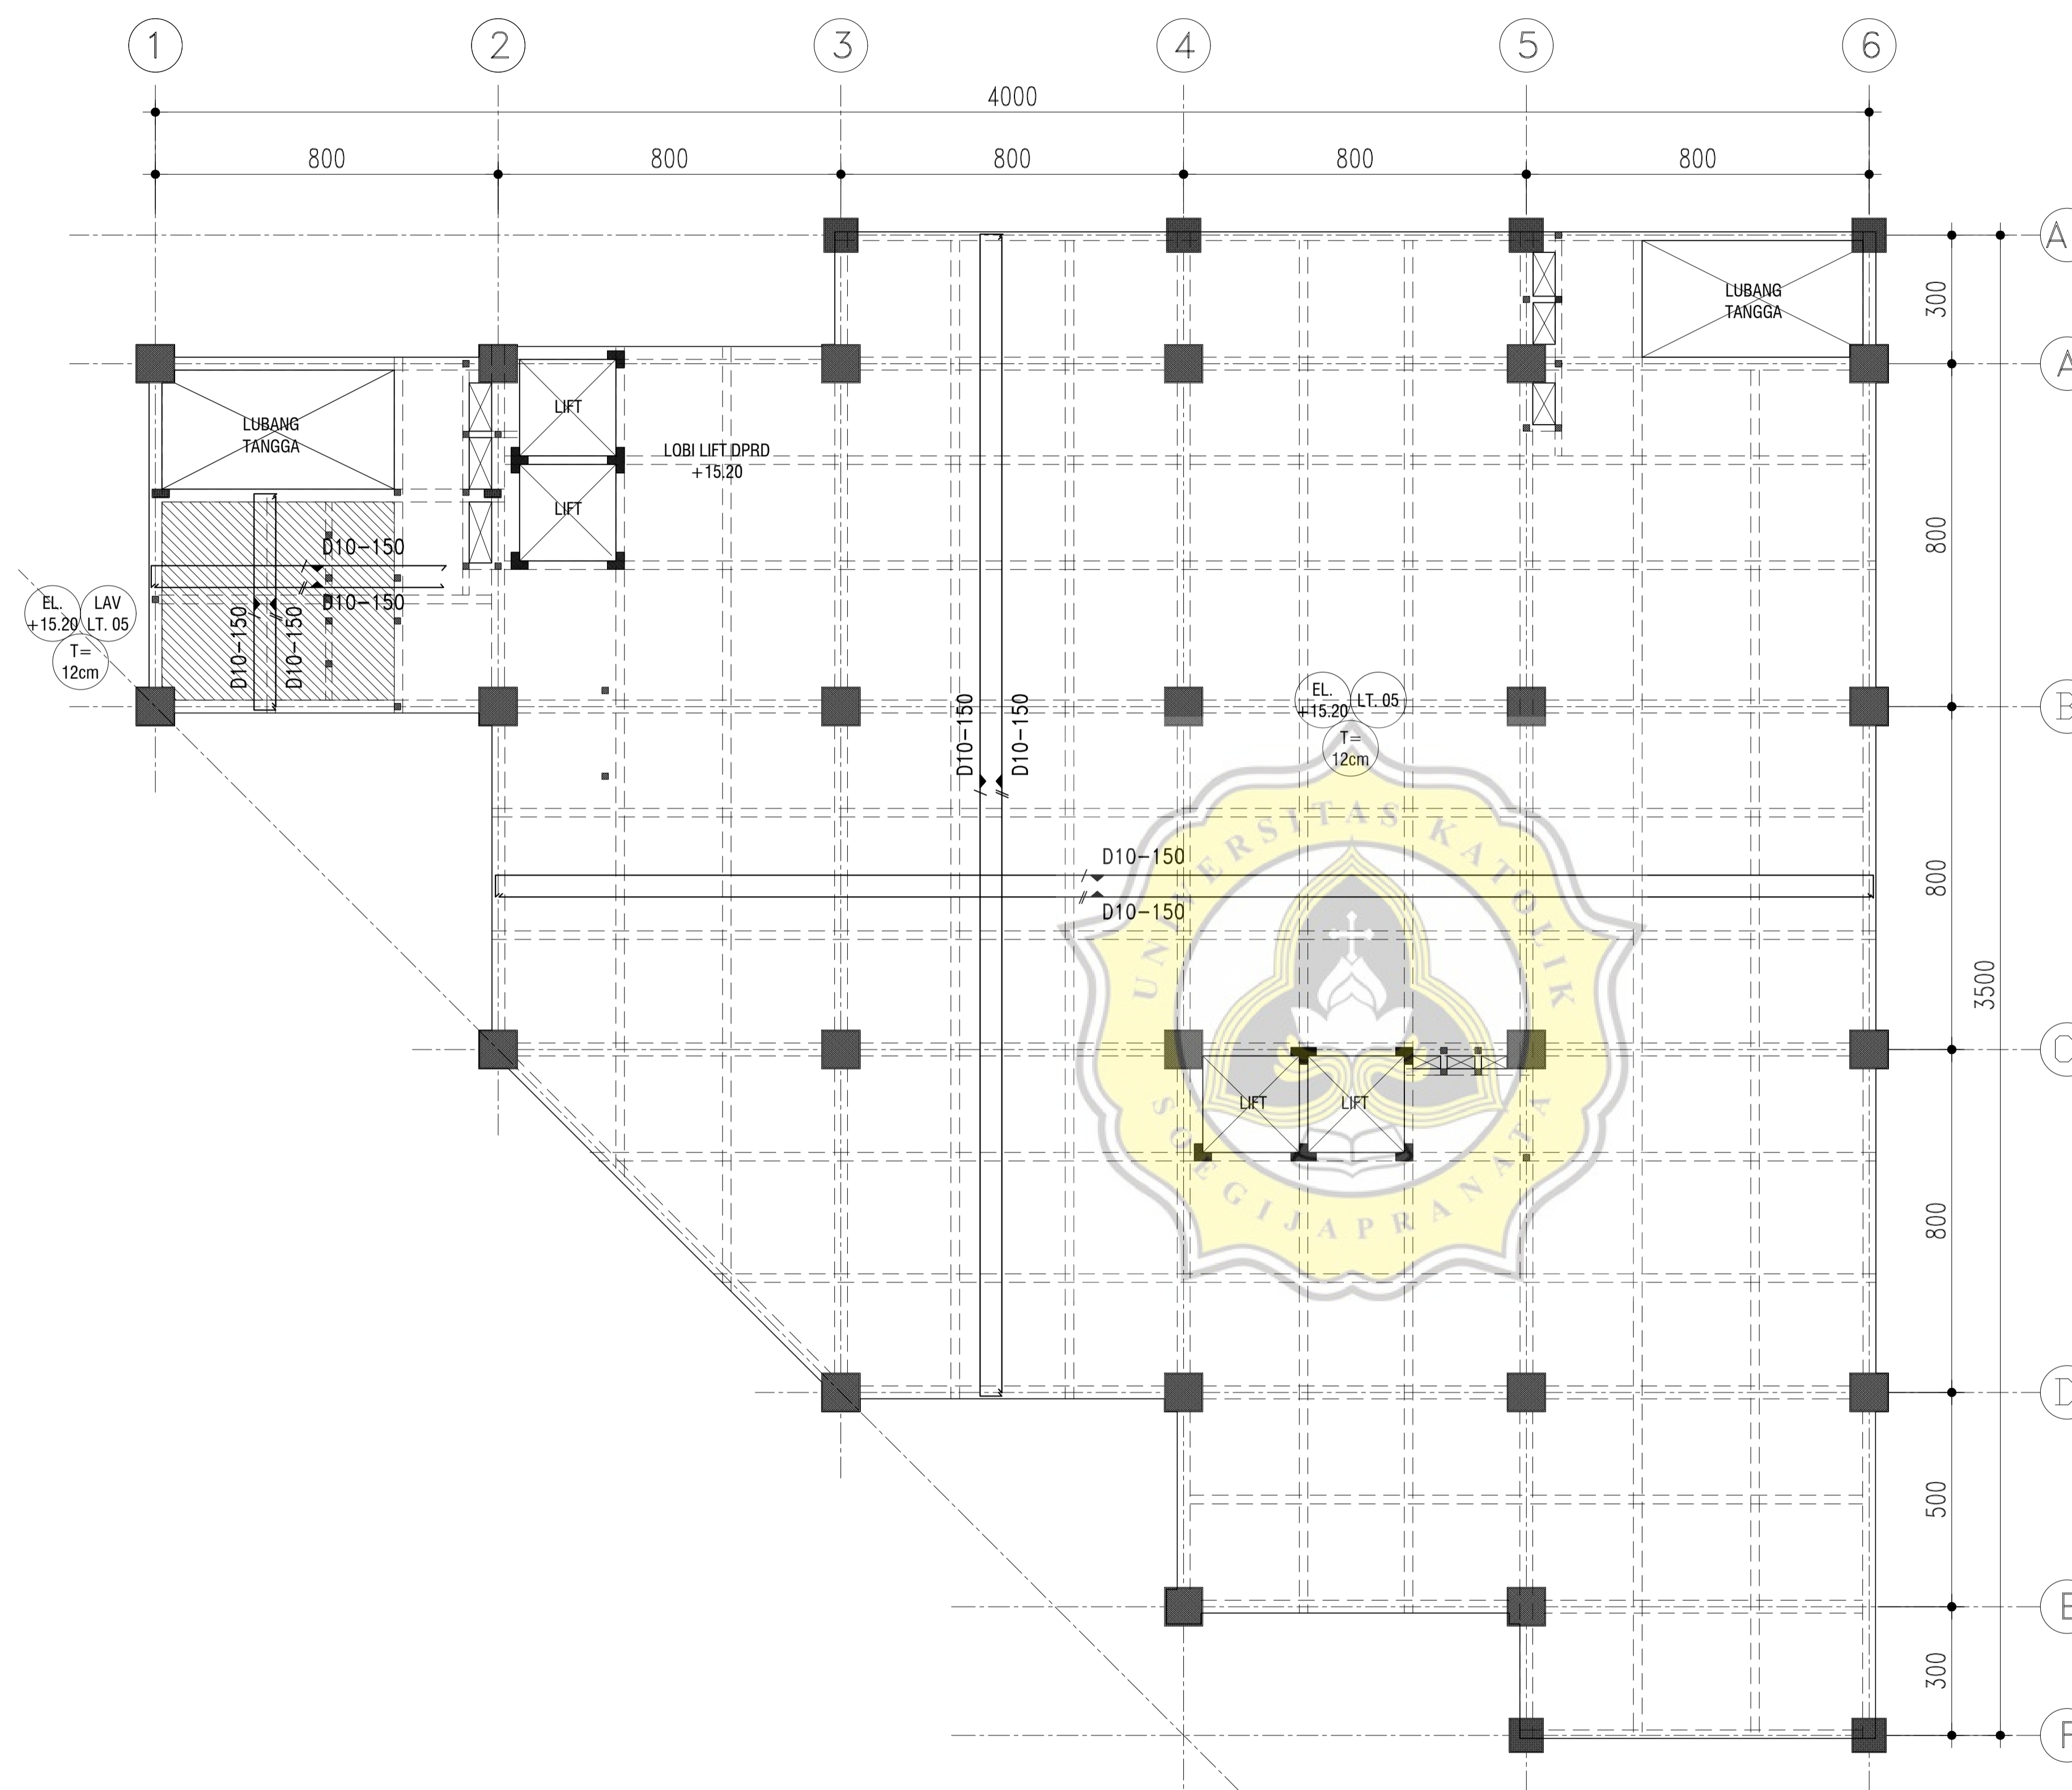 1 2 3 4 5 6
4000
800 800 800 800 800
A
300
LUBANG
TANGGA
A
LUBANG
TANGGA
LIFT
LOBI LIFT DPRD
+15.20
LIFT
800
D10-150
D10-150
D10-150
D10-150
EL.
+15.20
LAV
LT. 05
T=
12cm
B
EL.
+15.20
LT. 05
T=
12cm
D10-150
D10-150
UNIVERSITAS KATOLIK
D10-150
D10-150
800
3500
C
LIFT
LIFT
SOEGIJAPRANATA
800
D
500
E
300
F